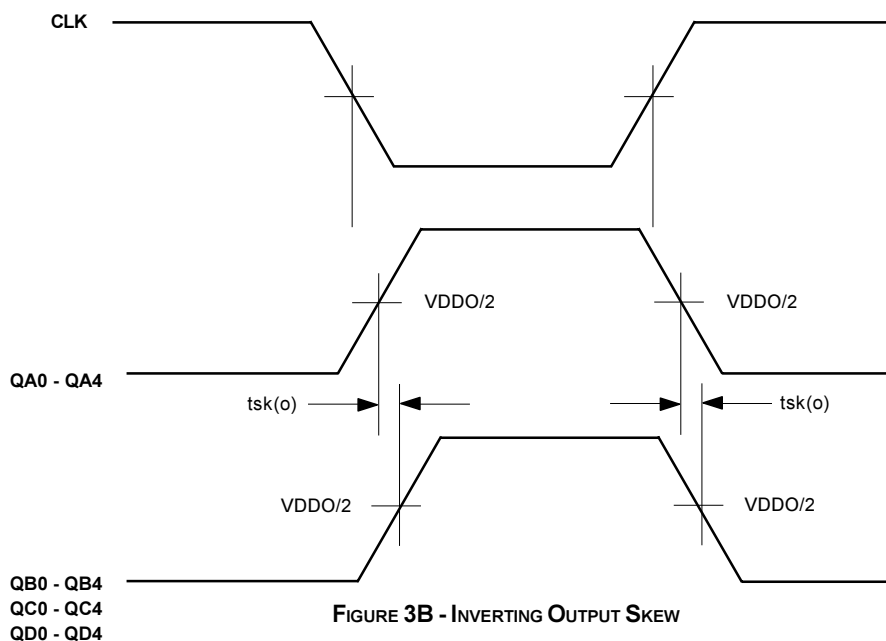 CLK
VDDO/2
VDDO/2
QA0 - QA4
tsk(o)
tsk(o)
VDDO/2
VDDO/2
QB0 - QB4
QC0 - QC4
QD0 - QD4
FIGURE 3B - INVERTING OUTPUT SKEW